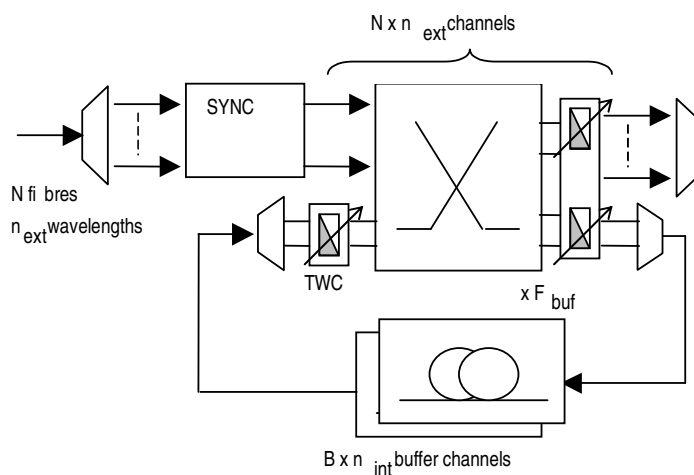 N x n ext channels
SYNC
N fi bres
n ext wavelengths
TWC
x F buf
B x n int buffer channels